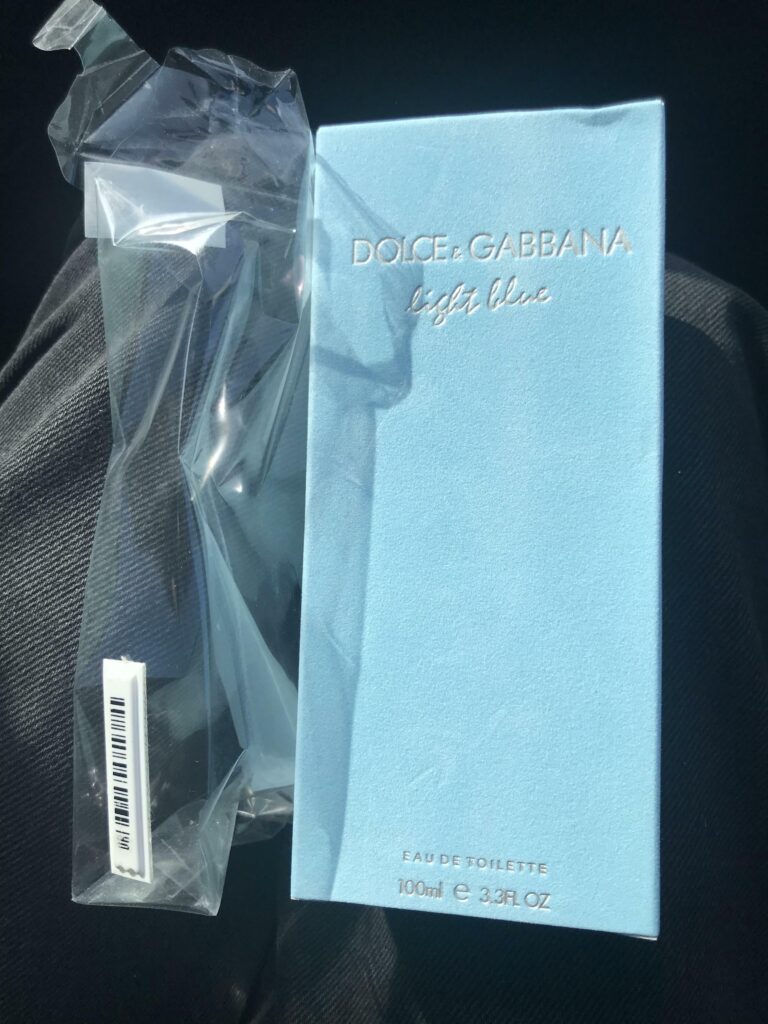 DOLCE & GABBANA
light blue
EAU DE TOILETTE
100ml e 3.3FL OZ